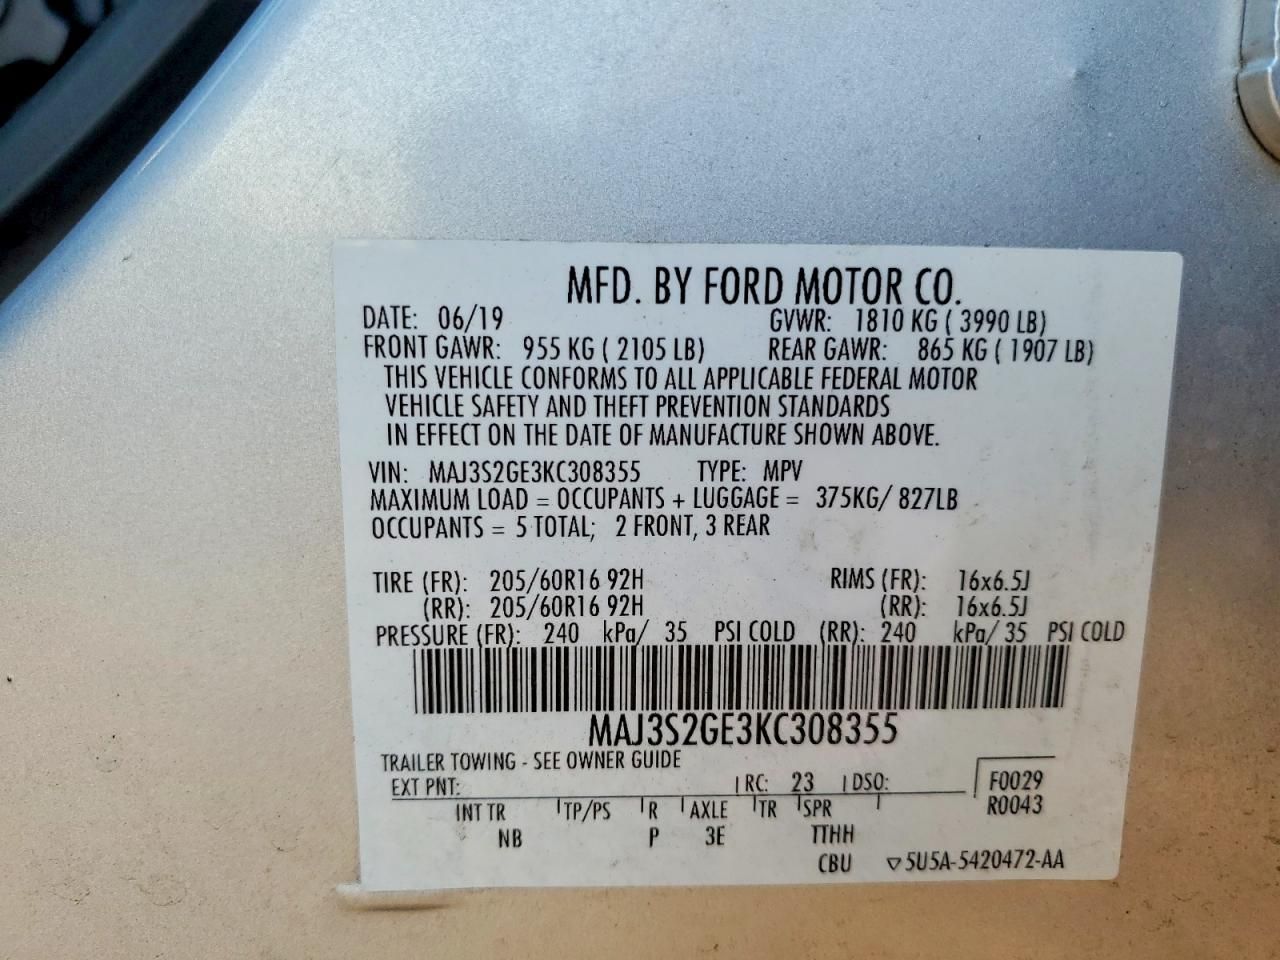 MFD. BY FORD MOTOR CO.
DATE: 06/19 GVWR: 1810 KG ( 3990 LB)
FRONT GAWR: 955 KG ( 2105 LB) REAR GAWR: 865 KG ( 1907 LB)
THIS VEHICLE CONFORMS TO ALL APPLICABLE FEDERAL MOTOR
VEHICLE SAFETY AND THEFT PREVENTION STANDARDS
IN EFFECT ON THE DATE OF MANUFACTURE SHOWN ABOVE.
VIN: MAJ3S2GE3KC308355 TYPE: MPV
MAXIMUM LOAD = OCCUPANTS + LUGGAGE = 375KG/ 827LB
OCCUPANTS = 5 TOTAL; 2 FRONT, 3 REAR
TIRE (FR): 205/60R16 92H RIMS (FR): 16x6.5J
(RR): 205/60R16 92H (RR): 16x6.5J
PRESSURE (FR): 240 kPa/ 35 PSI COLD (RR): 240 kPa/ 35 PSI COLD
MAJ3S2GE3KC308355
TRAILER TOWING - SEE OWNER GUIDE
EXT PNT: RC: 23 DSO: F0029
R0043
INT TR TP/PS R AXLE TR SPR
NB P 3E TTHH
CBU ▽5U5A-5420472-AA